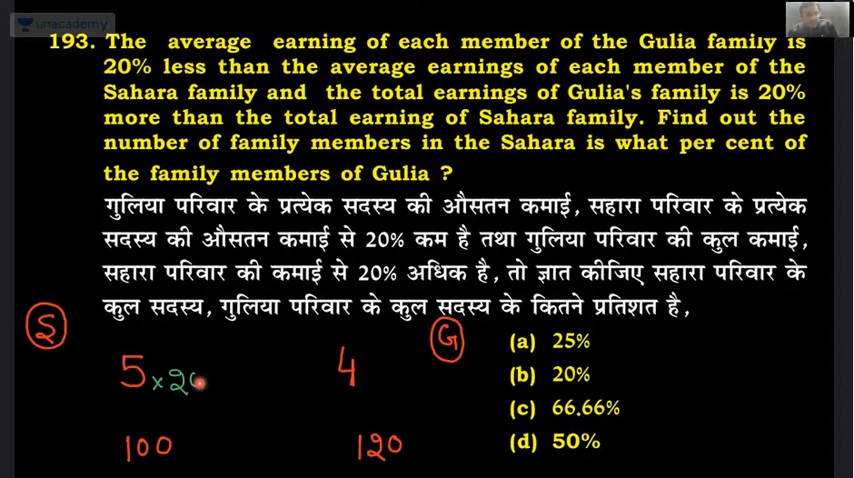 unacademy
193. The average earning of each member of the Gulia family is
20% less than the average earnings of each member of the
Sahara family and the total earnings of Gulia's family is 20%
more than the total earning of Sahara family. Find out the
number of family members in the Sahara is what per cent of
the family members of Gulia ?
गुलिया परिवार के प्रत्येक सदस्य की औसतन कमाई, सहारा परिवार के प्रत्येक
सदस्य की औसतन कमाई से 20% कम है तथा गुलिया परिवार की कुल कमाई,
सहारा परिवार की कमाई से 20% अधिक है, तो ज्ञात कीजिए सहारा परिवार के
कुल सदस्य, गुलिया परिवार के कुल सदस्य के कितने प्रतिशत है,
S G
(a) 25%
5 × 2 4
(b) 20%
(c) 66.66%
100 120
(d) 50%